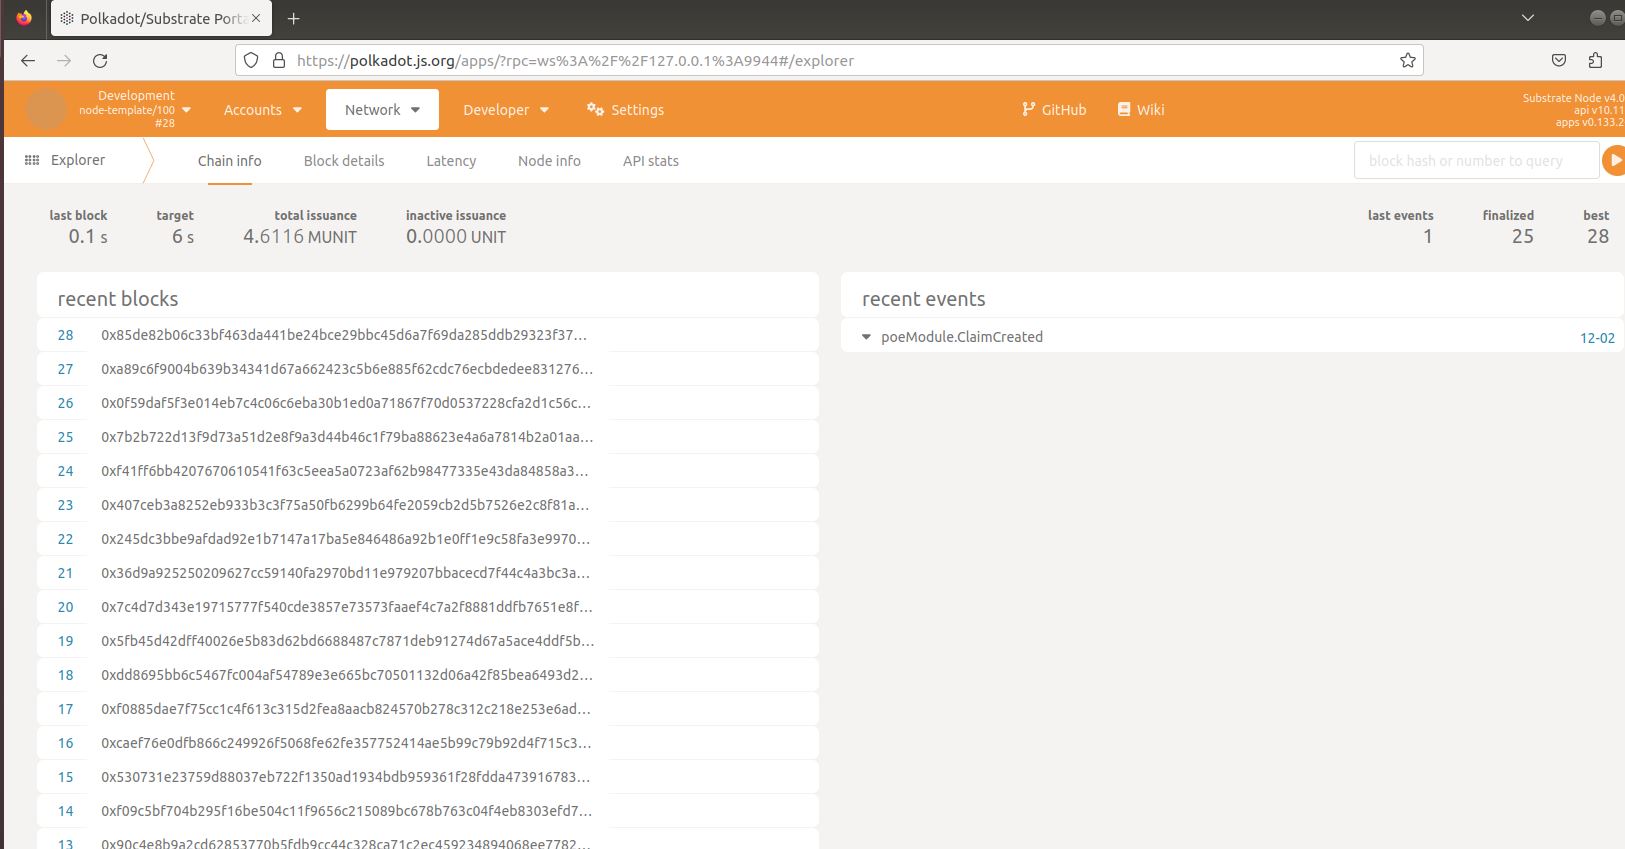 Polkadot/Substrate Porta
https://polkadot.js.org/apps/?rpc=ws%3A%2F%2F127.0.0.1%3A9944#/explorer
Development
node-template/100
#28
Accounts
Network
Developer
Settings
GitHub
Wiki
Substrate Node v4.0
api v10.11
apps v0.133.2
Explorer
Chain info
Block details
Latency
Node info
API stats
block hash or number to query
last block
0.1 s
target
6 s
total issuance
4.6116 MUNIT
inactive issuance
0.0000 UNIT
last events
1
finalized
25
best
28
recent blocks
28 0x85de82b06c33bf463da441be24bce29bbc45d6a7f69da285ddb29323f37...
27 0xa89c6f9004b639b34341d67a662423c5b6e885f62cdc76ecbdedee831276...
26 0x0f59daf5f3e014eb7c4c06c6eba30b1ed0a71867f70d0537228cfa2d1c56c...
25 0x7b2b722d13f9d73a51d2e8f9a3d44b46c1f79ba88623e4a6a7814b2a01aa...
24 0xf41ff6bb4207670610541f63c5eea5a0723af62b98477335e43da84858a3...
23 0x407ceb3a8252eb933b3c3f75a50fb6299b64fe2059cb2d5b7526e2c8f81a...
22 0x245dc3bbe9afdad92e1b7147a17ba5e846486a92b1e0ff1e9c58fa3e9970...
21 0x36d9a925250209627cc59140fa2970bd11e979207bbacecd7f44c4a3bc3a...
20 0x7c4d7d343e19715777f540cde3857e73573faaef4c7a2f8881ddfb7651e8f...
19 0x5fb45d42dff40026e5b83d62bd6688487c7871deb91274d67a5ace4ddf5b...
18 0xdd8695bb6c5467fc004af54789e3e665bc70501132d06a42f85bea6493d2...
17 0xf0885dae7f75cc1c4f613c315d2fea8aacb824570b278c312c218e253e6ad...
16 0xcaef76e0dfb866c249926f5068fe62fe357752414ae5b99c79b92d4f715c3...
15 0x530731e23759d88037eb722f1350ad1934bdb959361f28fdda473916783...
14 0xf09c5bf704b295f16be504c11f9656c215089bc678b763c04f4eb8303efd7...
13 0x90c4e8b9a2cd62853770b5fdb9cc44c328ca71c2ec459234894068ee7782...
recent events
poeModule.ClaimCreated
12-02